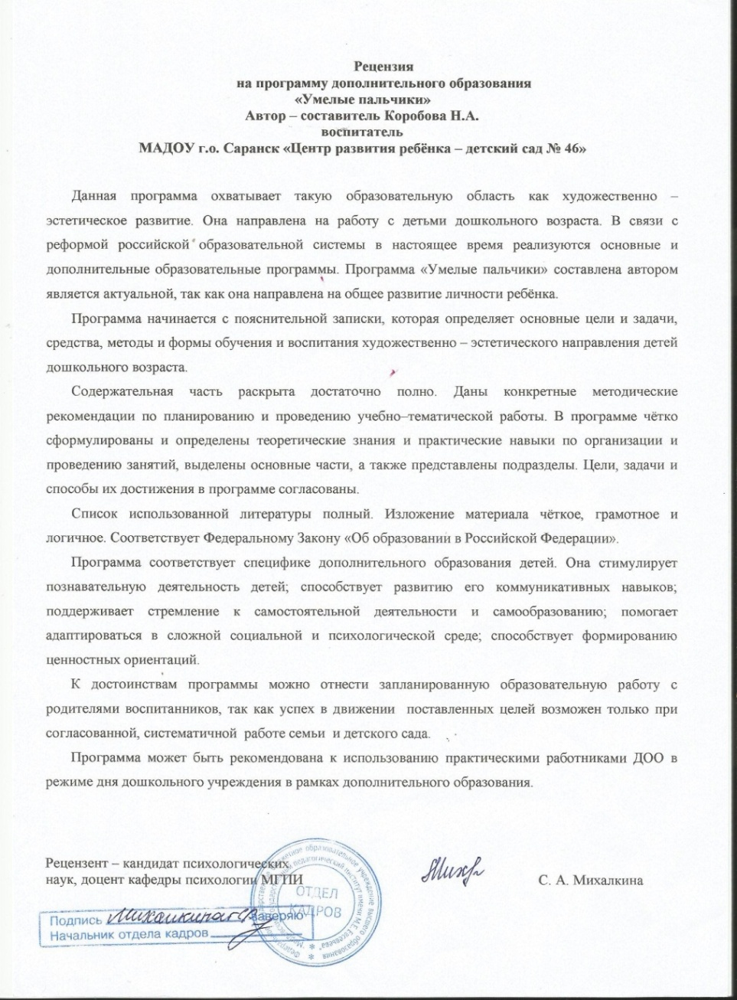 Рецензия
на программу дополнительного образования
«Умелые пальчики»
Автор – составитель Коробова Н.А.
воспитатель
МАДОУ г.о. Саранск «Центр развития ребёнка – детский сад № 46»
Данная программа охватывает такую образовательную область как художественно –
эстетическое развитие. Она направлена на работу с детьми дошкольного возраста. В связи с
реформой российской образовательной системы в настоящее время реализуются основные и
дополнительные образовательные программы. Программа «Умелые пальчики» составлена автором
является актуальной, так как она направлена на общее развитие личности ребёнка.
Программа начинается с пояснительной записки, которая определяет основные цели и задачи,
средства, методы и формы обучения и воспитания художественно – эстетического направления детей
дошкольного возраста.
Содержательная часть раскрыта достаточно полно. Даны конкретные методические
рекомендации по планированию и проведению учебно–тематической работы. В программе чётко
сформулированы и определены теоретические знания и практические навыки по организации и
проведению занятий, выделены основные части, а также представлены подразделы. Цели, задачи и
способы их достижения в программе согласованы.
Список использованной литературы полный. Изложение материала чёткое, грамотное и
логичное. Соответствует Федеральному Закону «Об образовании в Российской Федерации».
Программа соответствует специфике дополнительного образования детей. Она стимулирует
познавательную деятельность детей; способствует развитию его коммуникативных навыков;
поддерживает стремление к самостоятельной деятельности и самообразованию; помогает
адаптироваться в сложной социальной и психологической среде; способствует формированию
ценностных ориентаций.
К достоинствам программы можно отнести запланированную образовательную работу с
родителями воспитанников, так как успех в движении поставленных целей возможен только при
согласованной, систематичной работе семьи и детского сада.
Программа может быть рекомендована к использованию практическими работниками ДОО в
режиме дня дошкольного учреждения в рамках дополнительного образования.
Рецензент – кандидат психологических
наук, доцент кафедры психологии МГПИ
С. А. Михалкина
ОТДЕЛ
КАДРОВ
Подпись Михалкиной заверяю
Начальник отдела кадров